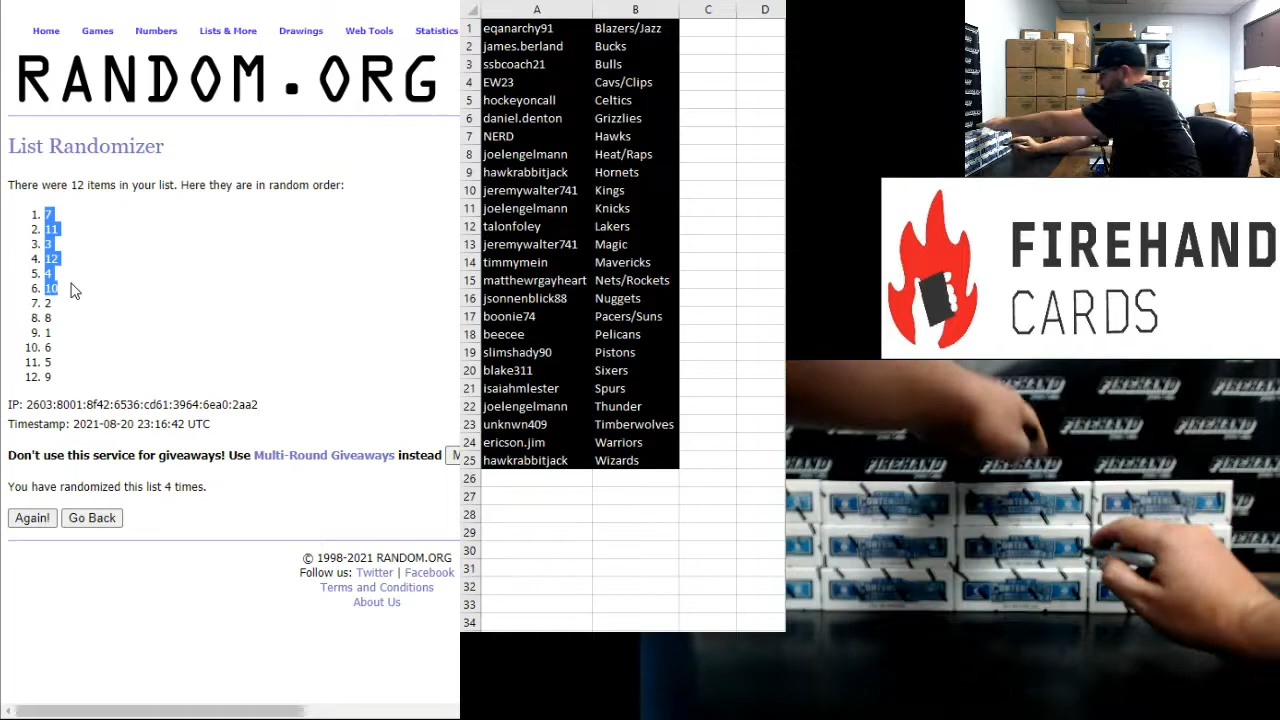 Home Games Numbers Lists & More Drawings Web Tools Statistics
RANDOM.ORG
List Randomizer
There were 12 items in your list. Here they are in random order:
1. 7
2. 11
3. 3
4. 12
5. 4
6. 10
7. 2
8. 8
9. 1
10. 6
11. 5
12. 9
IP: 2603:8001:8f42:6536:cd61:3964:6ea0:2aa2
Timestamp: 2021-08-20 23:16:42 UTC
Don't use this service for giveaways! Use Multi-Round Giveaways instead
You have randomized this list 4 times.
Again! Go Back
© 1998-2021 RANDOM.ORG
Follow us: Twitter | Facebook
Terms and Conditions
About Us
A B C D
1 eqanarchy91 Blazers/Jazz
2 james.berland Bucks
3 ssbcoach21 Bulls
4 EW23 Cavs/Clips
5 hockeyoncall Celtics
6 daniel.denton Grizzlies
7 NERD Hawks
8 joelengelmann Heat/Raps
9 hawkrabbitjack Hornets
10 jeremywalter741 Kings
11 joelengelmann Knicks
12 talonfoley Lakers
13 jeremywalter741 Magic
14 timmymein Mavericks
15 matthewrgayheart Nets/Rockets
16 jsonnenblick88 Nuggets
17 boonie74 Pacers/Suns
18 beecee Pelicans
19 slimshady90 Pistons
20 blake311 Sixers
21 isaiahmlester Spurs
22 joelengelmann Thunder
23 unknwn409 Timberwolves
24 ericson.jim Warriors
25 hawkrabbitjack Wizards
26
27
28
29
30
31
32
33
34
FIREHAND
CARDS
FIREHAND
FIREHAND
FIREHAND